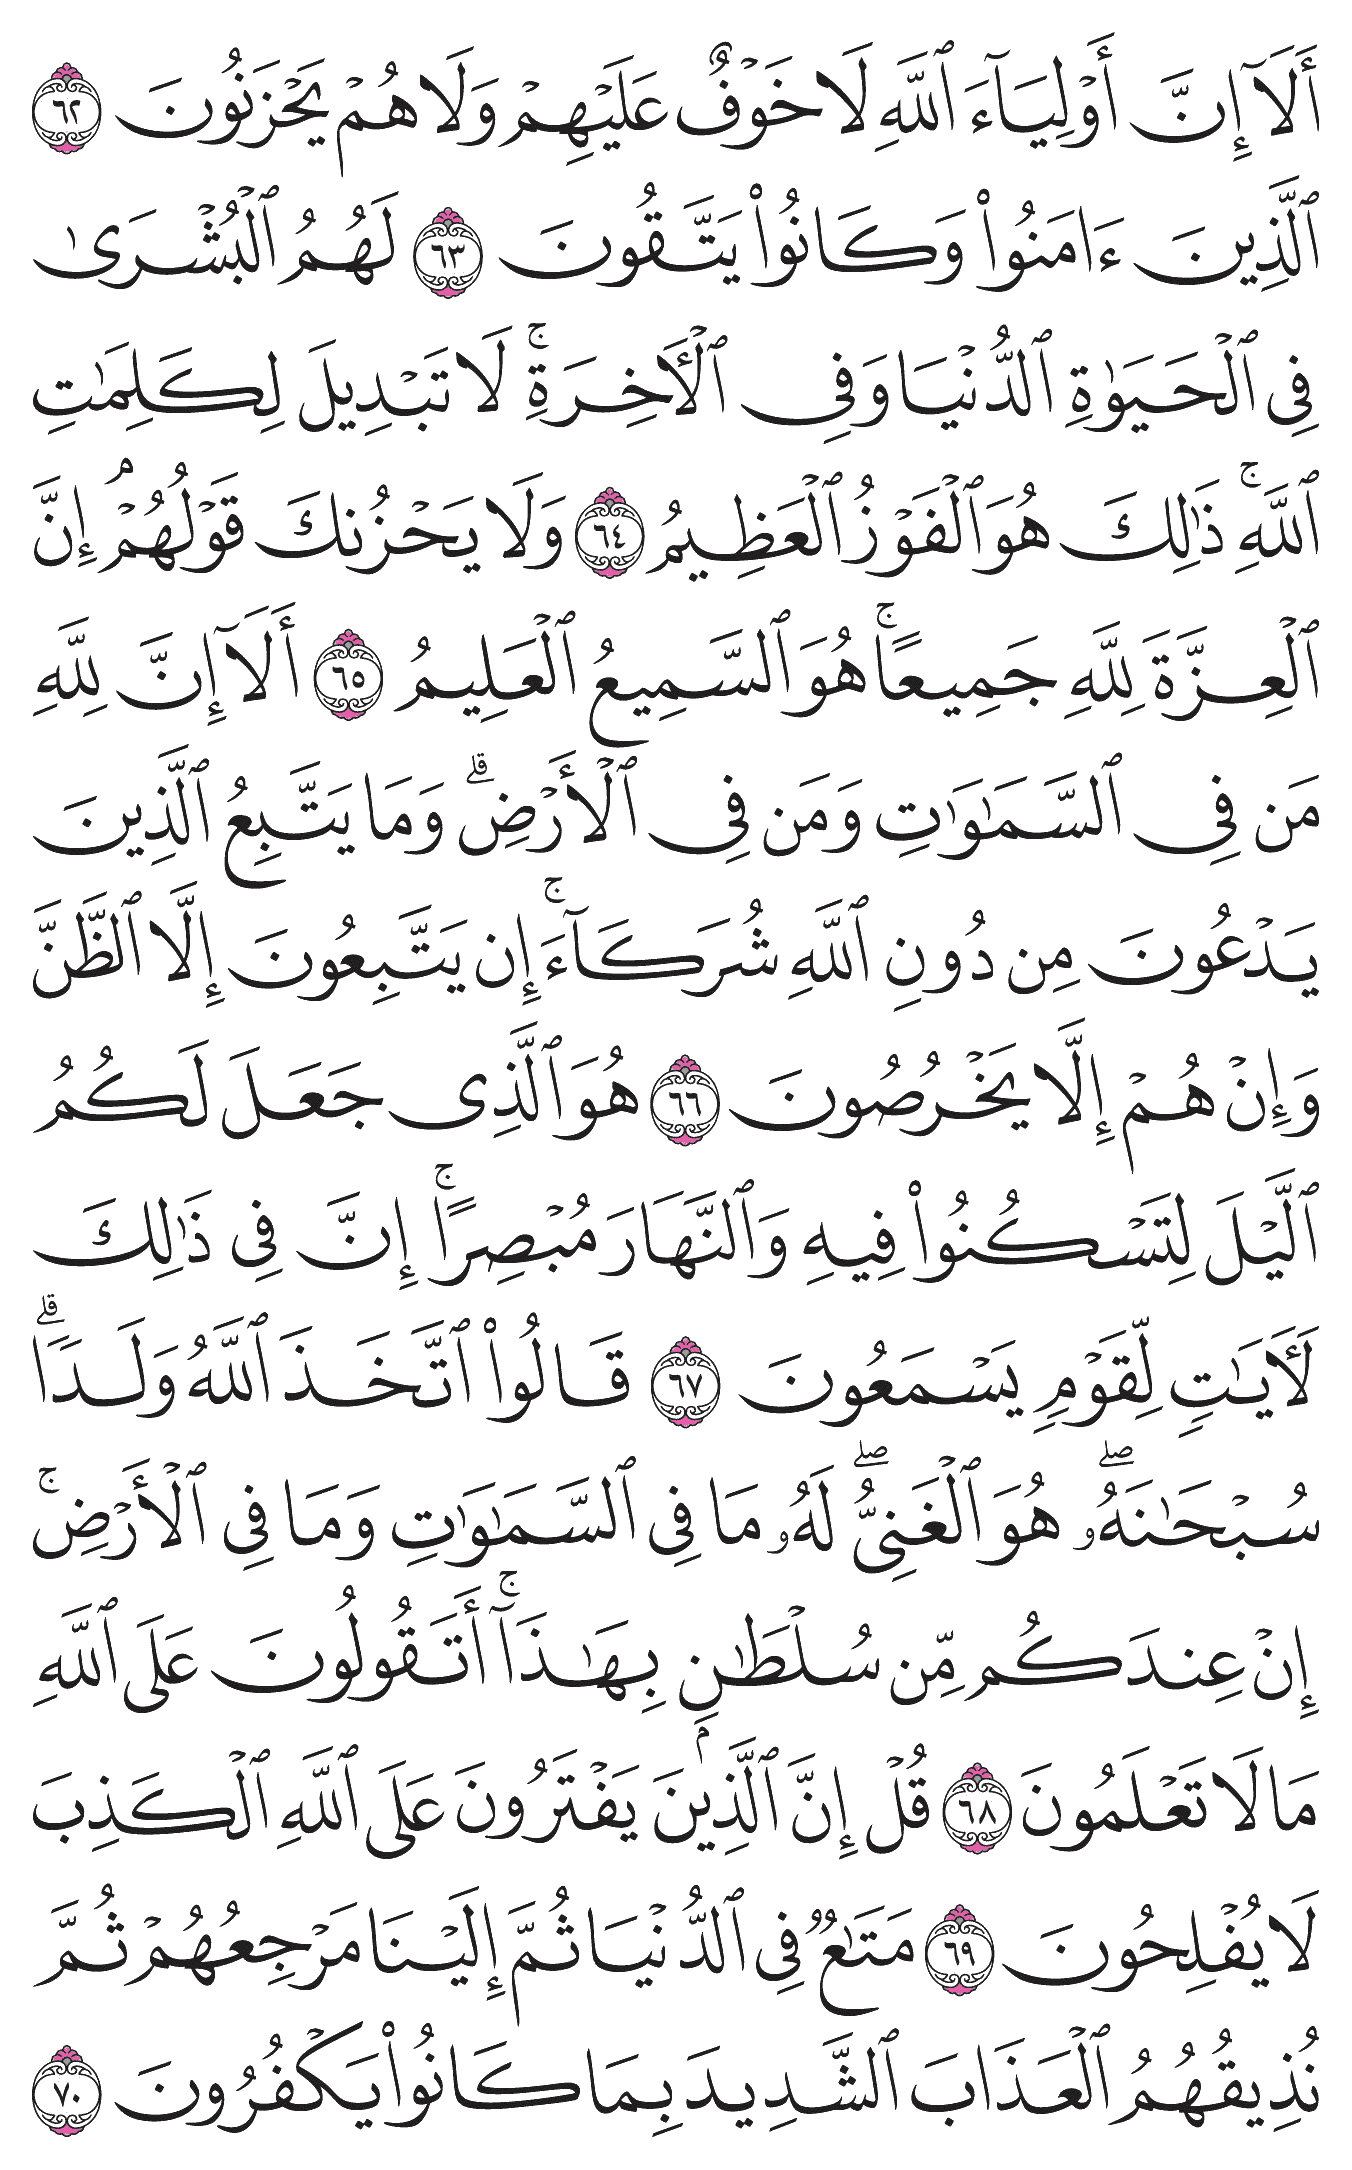 أَلَآ إِنَّ أَوْلِيَآءَ ٱللَّهِ لَا خَوْفٌ عَلَيْهِمْ وَلَا هُمْ يَحْزَنُونَ ٦٢
ٱلَّذِينَ ءَامَنُوا۟ وَكَانُوا۟ يَتَّقُونَ ٦٣ لَهُمُ ٱلْبُشْرَىٰ
فِى ٱلْحَيَوٰةِ ٱلدُّنْيَا وَفِى ٱلْـَٔاخِرَةِ ۚ لَا تَبْدِيلَ لِكَلِمَـٰتِ
ٱللَّهِ ۚ ذَٰلِكَ هُوَ ٱلْفَوْزُ ٱلْعَظِيمُ ٦٤ وَلَا يَحْزُنكَ قَوْلُهُمْ ۘ إِنَّ
ٱلْعِزَّةَ لِلَّهِ جَمِيعًا ۚ هُوَ ٱلسَّمِيعُ ٱلْعَلِيمُ ٦٥ أَلَآ إِنَّ لِلَّهِ
مَن فِى ٱلسَّمَـٰوَٰتِ وَمَن فِى ٱلْأَرْضِ ۗ وَمَا يَتَّبِعُ ٱلَّذِينَ
يَدْعُونَ مِن دُونِ ٱللَّهِ شُرَكَآءَ ۚ إِن يَتَّبِعُونَ إِلَّا ٱلظَّنَّ
وَإِنْ هُمْ إِلَّا يَخْرُصُونَ ٦٦ هُوَ ٱلَّذِى جَعَلَ لَكُمُ
ٱلَّيْلَ لِتَسْكُنُوا۟ فِيهِ وَٱلنَّهَارَ مُبْصِرًا ۚ إِنَّ فِى ذَٰلِكَ
لَـَٔايَـٰتٍ لِّقَوْمٍ يَسْمَعُونَ ٦٧ قَالُوا۟ ٱتَّخَذَ ٱللَّهُ وَلَدًا ۗ
سُبْحَـٰنَهُۥ ۖ هُوَ ٱلْغَنِىُّ ۖ لَهُۥ مَا فِى ٱلسَّمَـٰوَٰتِ وَمَا فِى ٱلْأَرْضِ ۚ
إِنْ عِندَكُم مِّن سُلْطَـٰنٍۭ بِهَـٰذَآ ۚ أَتَقُولُونَ عَلَى ٱللَّهِ
مَا لَا تَعْلَمُونَ ٦٨ قُلْ إِنَّ ٱلَّذِينَ يَفْتَرُونَ عَلَى ٱللَّهِ ٱلْكَذِبَ
لَا يُفْلِحُونَ ٦٩ مَتَـٰعٌ فِى ٱلدُّنْيَا ثُمَّ إِلَيْنَا مَرْجِعُهُمْ ثُمَّ
نُذِيقُهُمُ ٱلْعَذَابَ ٱلشَّدِيدَ بِمَا كَانُوا۟ يَكْفُرُونَ ٧٠